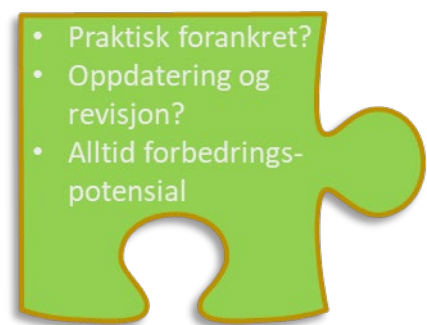 • Praktisk forankret?
• Oppdatering og
revisjon?
• Alltid forbedrings-
potensial